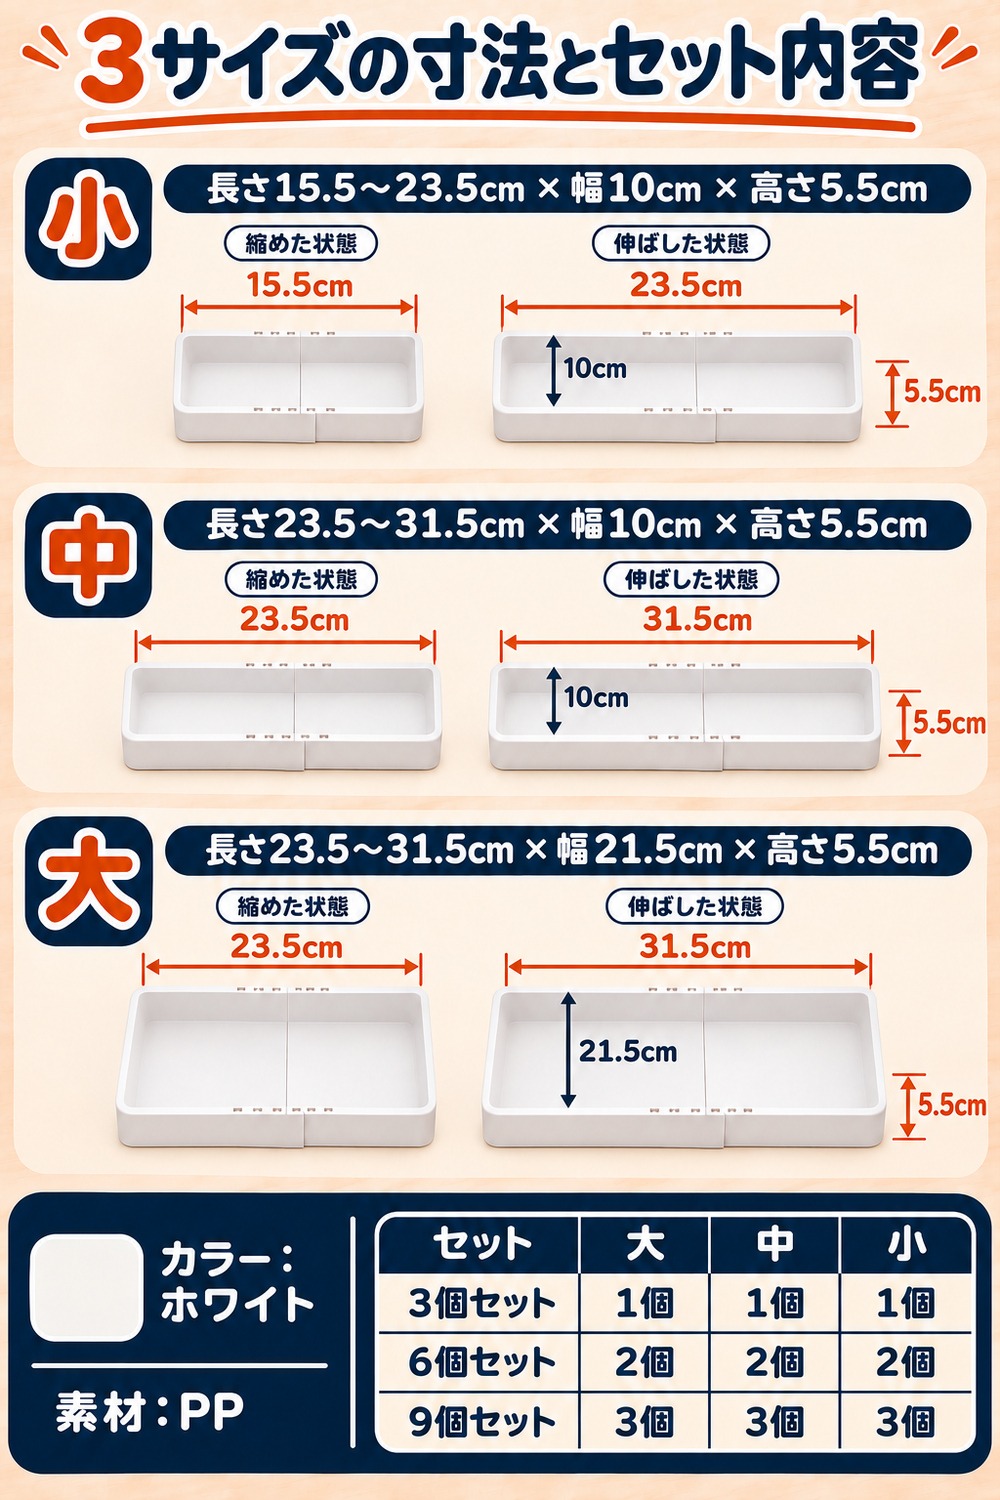 3サイズの寸法とセット内容
小
長さ15.5〜23.5cm × 幅10cm × 高さ5.5cm
縮めた状態
伸ばした状態
15.5cm
23.5cm
10cm
5.5cm
中
長さ23.5〜31.5cm × 幅10cm × 高さ5.5cm
縮めた状態
伸ばした状態
23.5cm
31.5cm
10cm
5.5cm
大
長さ23.5〜31.5cm × 幅21.5cm × 高さ5.5cm
縮めた状態
伸ばした状態
23.5cm
31.5cm
21.5cm
5.5cm
カラー：
ホワイト
素材：PP
セット 大 中 小
3個セット 1個 1個 1個
6個セット 2個 2個 2個
9個セット 3個 3個 3個